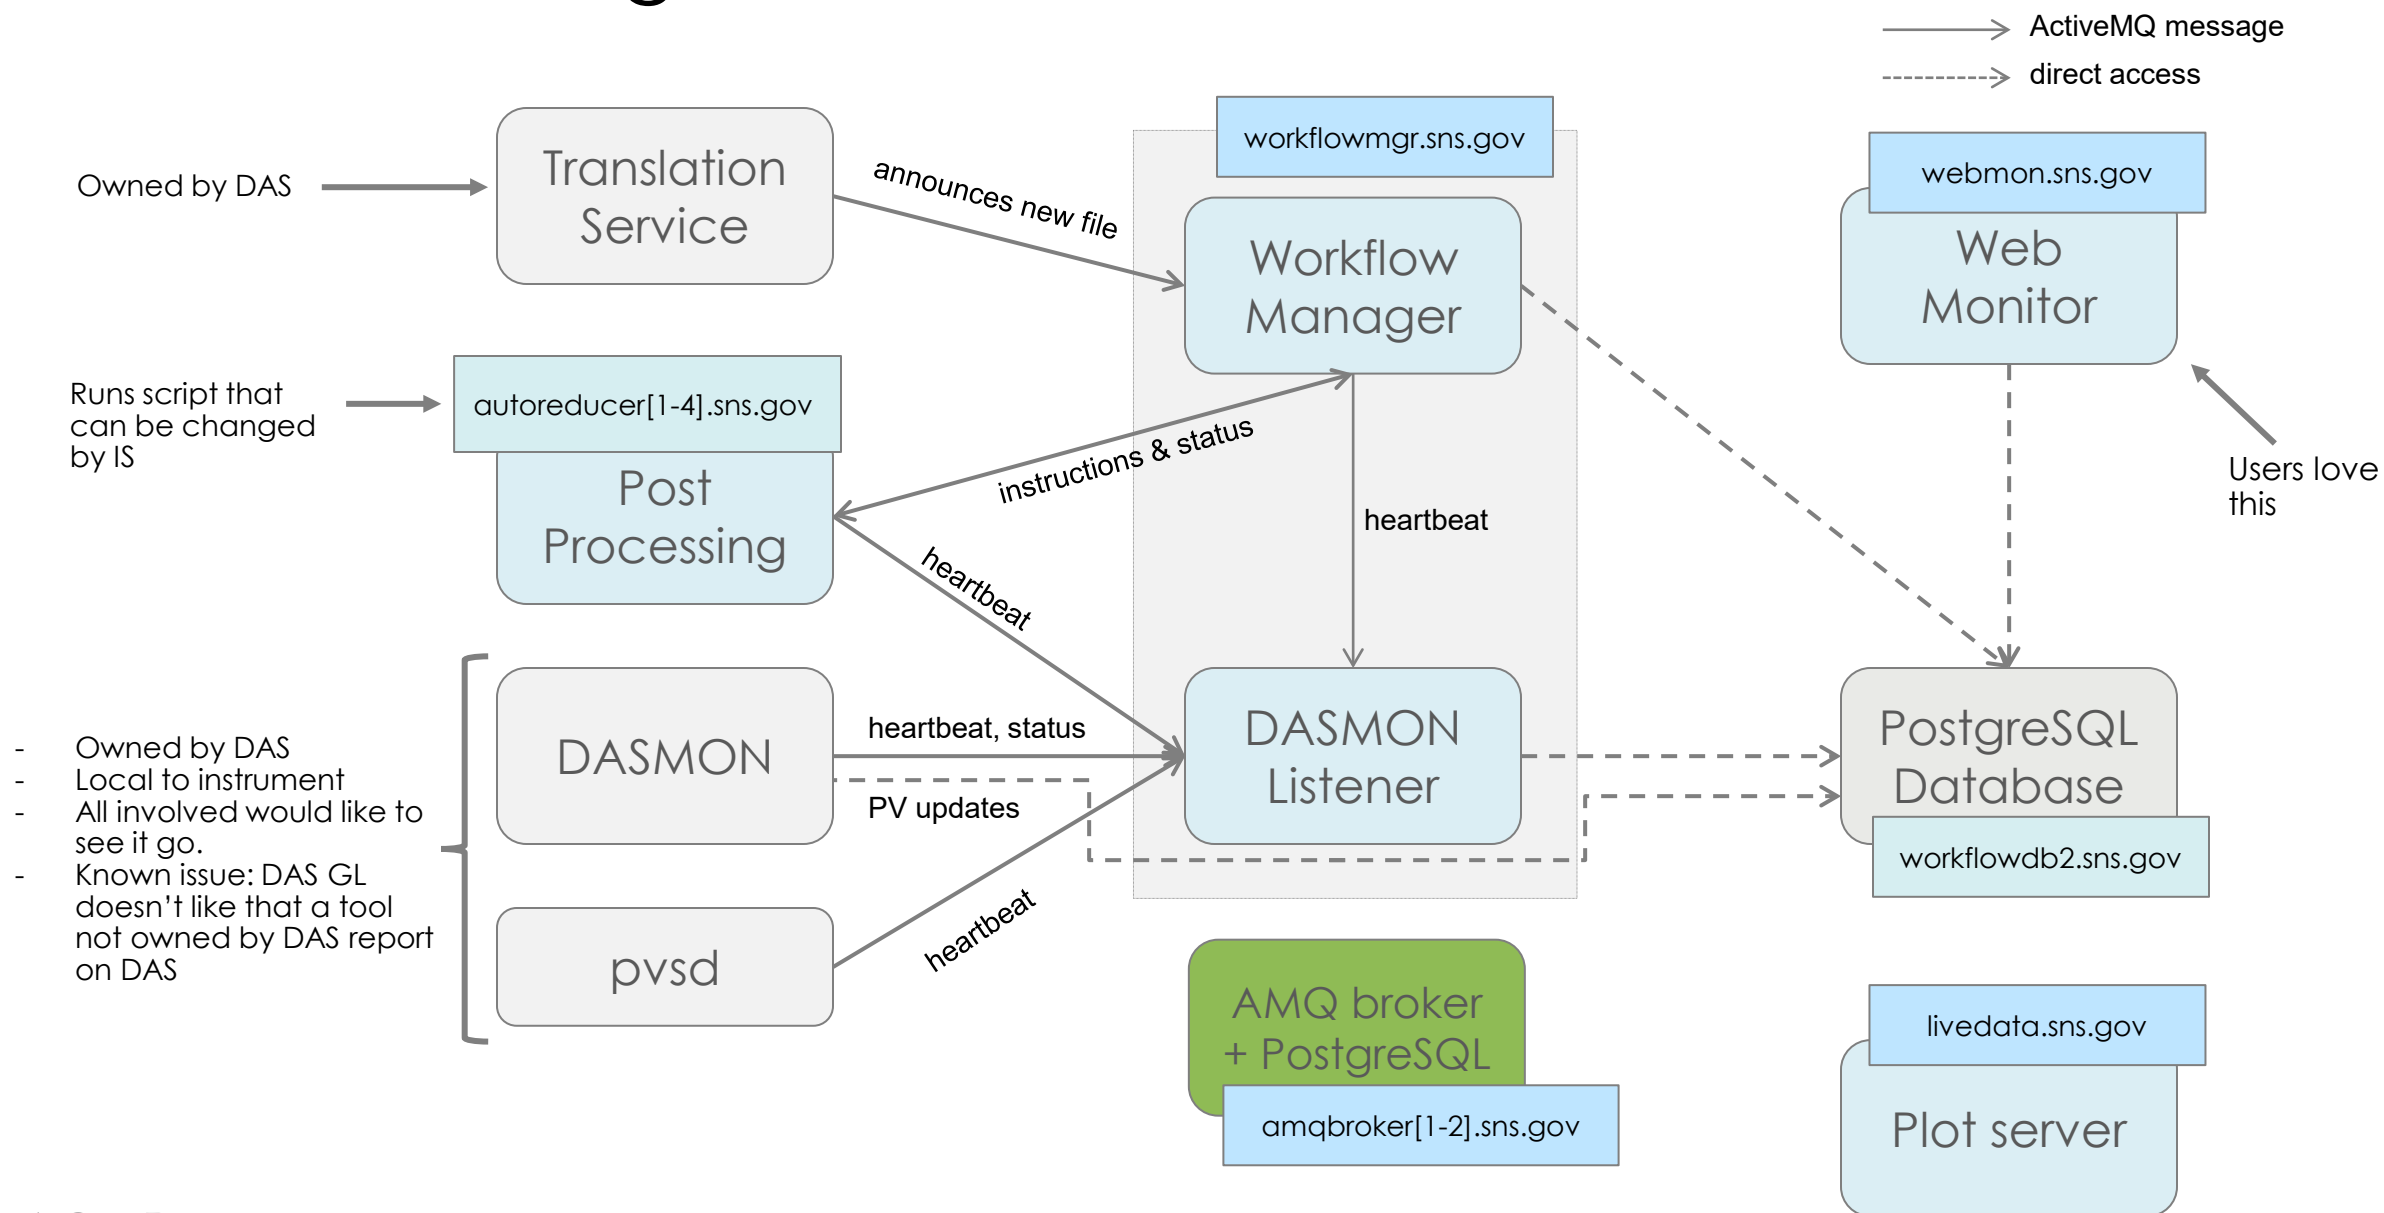 ActiveMQ message
direct access
workflowmgr.sns.gov
webmon.sns.gov
Owned by DAS
Translation
Service
announces new file
Workflow
Manager
Web
Monitor
Runs script that
can be changed
by IS
autoreducer[1-4].sns.gov
Post
Processing
instructions & status
heartbeat
heartbeat
Users love
this
- Owned by DAS
- Local to instrument
- All involved would like to
see it go.
- Known issue: DAS GL
doesn’t like that a tool
not owned by DAS report
on DAS
DASMON
heartbeat, status
PV updates
DASMON
Listener
PostgreSQL
Database
workflowdb2.sns.gov
pvsd
heartbeat
AMQ broker
+ PostgreSQL
amqbroker[1-2].sns.gov
livedata.sns.gov
Plot server